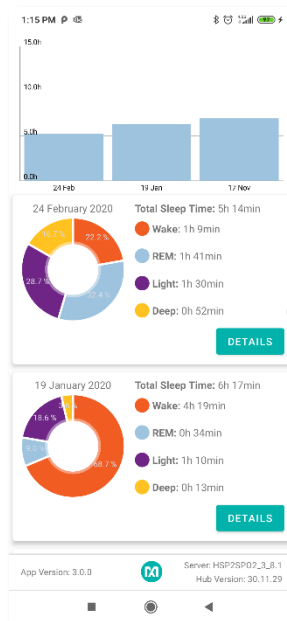 1:15 PM
97
15.0h
10.0h
5.0h
0.0h
24 Feb 19 Jan 17 Nov
24 February 2020
Total Sleep Time: 5h 14min
16.7 %
22.2 %
28.7 %
32.4 %
Wake: 1h 9min
REM: 1h 41min
Light: 1h 30min
Deep: 0h 52min
DETAILS
19 January 2020
Total Sleep Time: 6h 17min
18.6 %
68.7 %
Wake: 4h 19min
REM: 0h 34min
Light: 1h 10min
Deep: 0h 13min
DETAILS
App Version: 3.0.0
Server: HSP2SPO2_3_8.1
Hub Version: 30.11.29